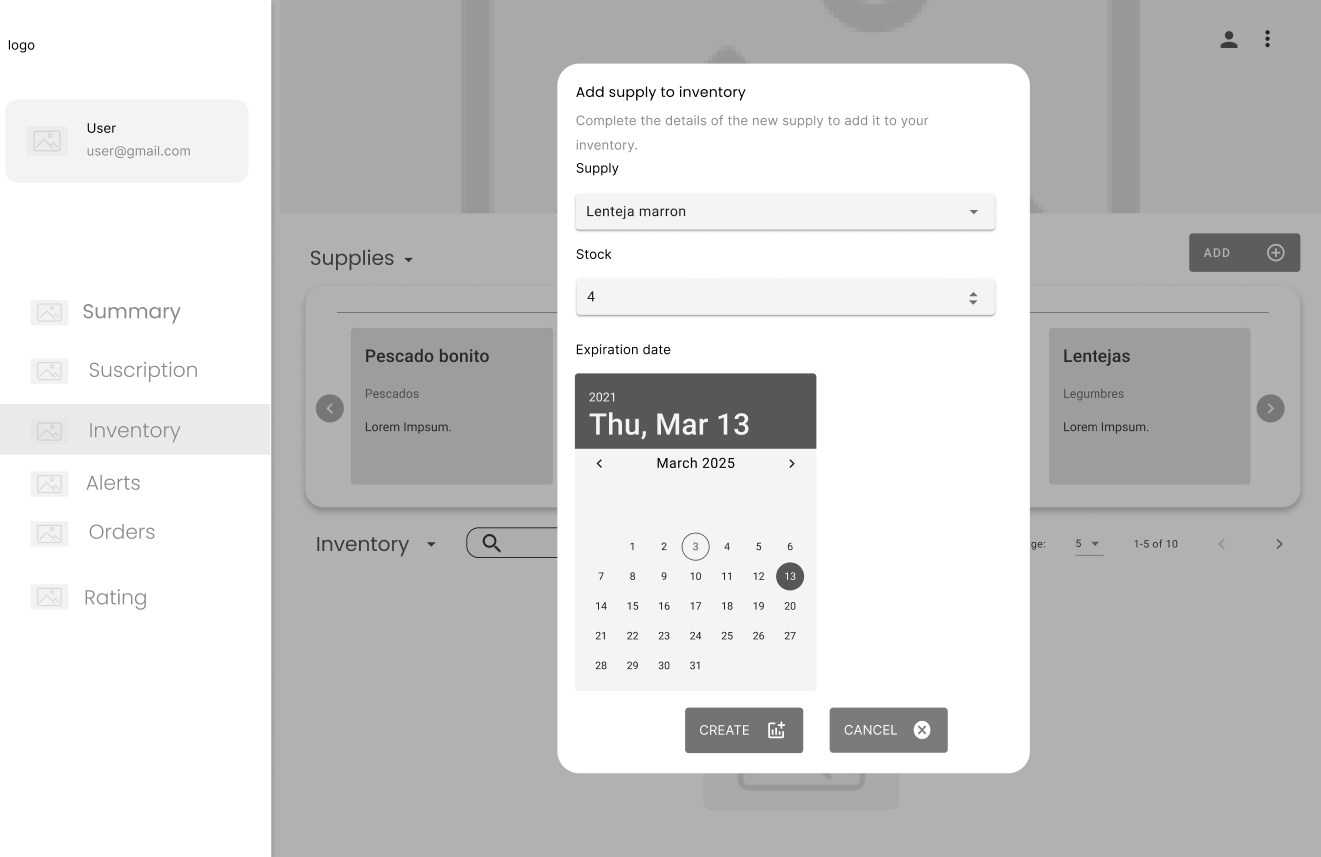 logo
User
user@gmail.com
Summary
Suscription
Inventory
Alerts
Orders
Rating
Supplies
ADD
Pescado bonito
Pescados
Lorem Impsum.
Lentejas
Legumbres
Lorem Impsum.
Inventory
ge:
5
1-5 of 10
Add supply to inventory
Complete the details of the new supply to add it to your
inventory.
Supply
Lenteja marron
Stock
4
Expiration date
2021
Thu, Mar 13
March 2025
1 2 3 4 5 6
7 8 9 10 11 12 13
14 15 16 17 18 19 20
21 22 23 24 25 26 27
28 29 30 31
CREATE
CANCEL